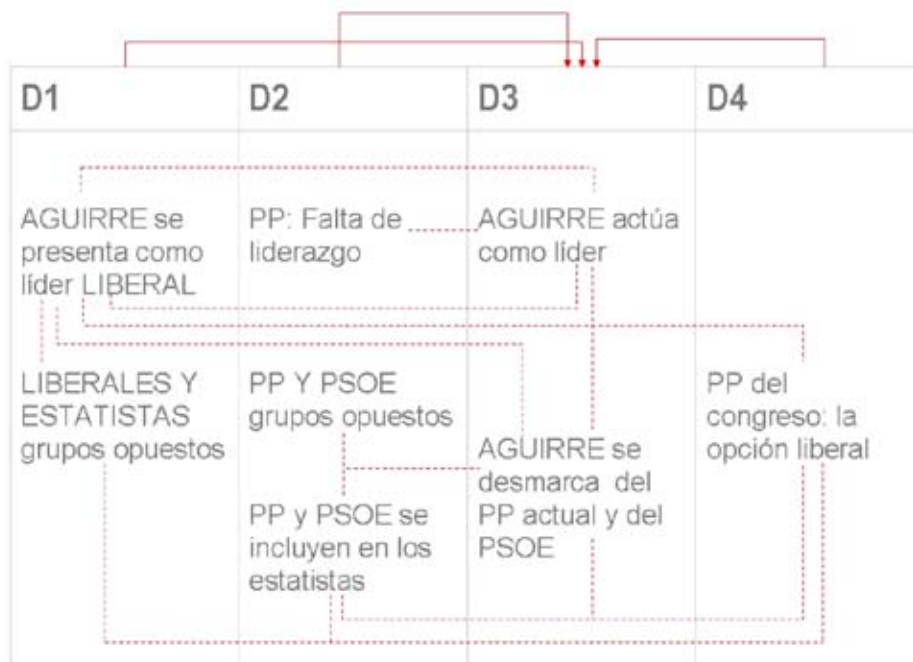 D1
D2
D3
D4
AGUIRRE se
presenta como
líder LIBERAL
PP: Falta de
liderazgo
AGUIRRE actúa
como líder
LIBERALES Y
ESTATISTAS
grupos opuestos
PP Y PSOE
grupos opuestos
PP y PSOE se
incluyen en los
estatistas
AGUIRRE se
desmarca del
PP actual y del
PSOE
PP del
congreso: la
opción liberal